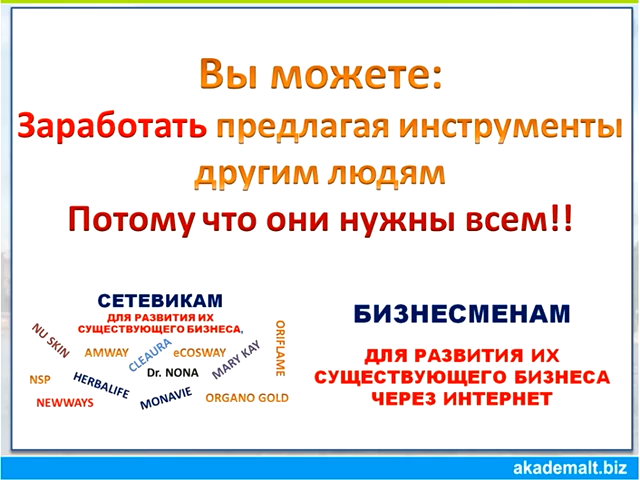 Вы можете:
Заработать предлагая инструменты
другим людям
Потому что они нужны всем!!
СЕТЕВИКАМ
ДЛЯ РАЗВИТИЯ ИХ
СУЩЕСТВУЮЩЕГО БИЗНЕСА,
NU SKIN
AMWAY
CLEAURA
eCOSWAY
MARY KAY
ORIFLAME
NSP
HERBALIFE
Dr. NONA
NEWWAYS
MONAVIE
ORGANO GOLD
БИЗНЕСМЕНАМ
ДЛЯ РАЗВИТИЯ ИХ
СУЩЕСТВУЮЩЕГО БИЗНЕСА
ЧЕРЕЗ ИНТЕРНЕТ
akademalt.biz